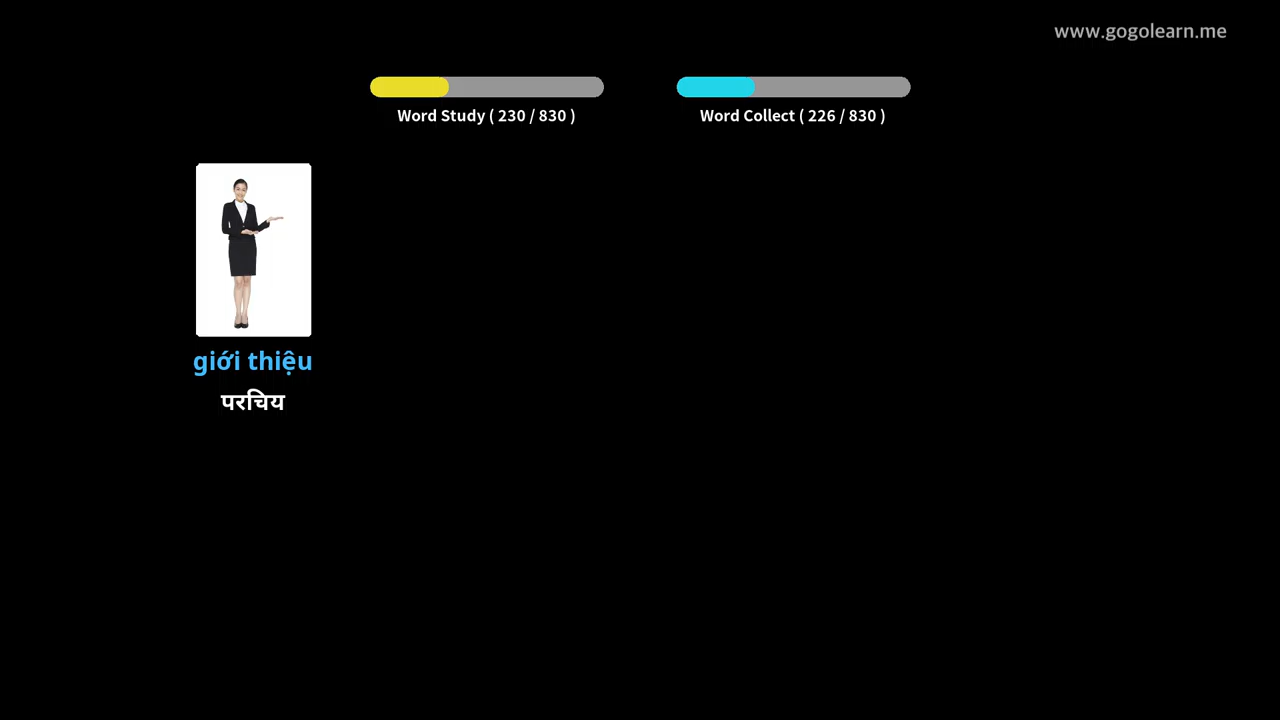 www.gogolearn.me
Word Study ( 230 / 830 )
Word Collect ( 226 / 830 )
giới thiệu
परिचय